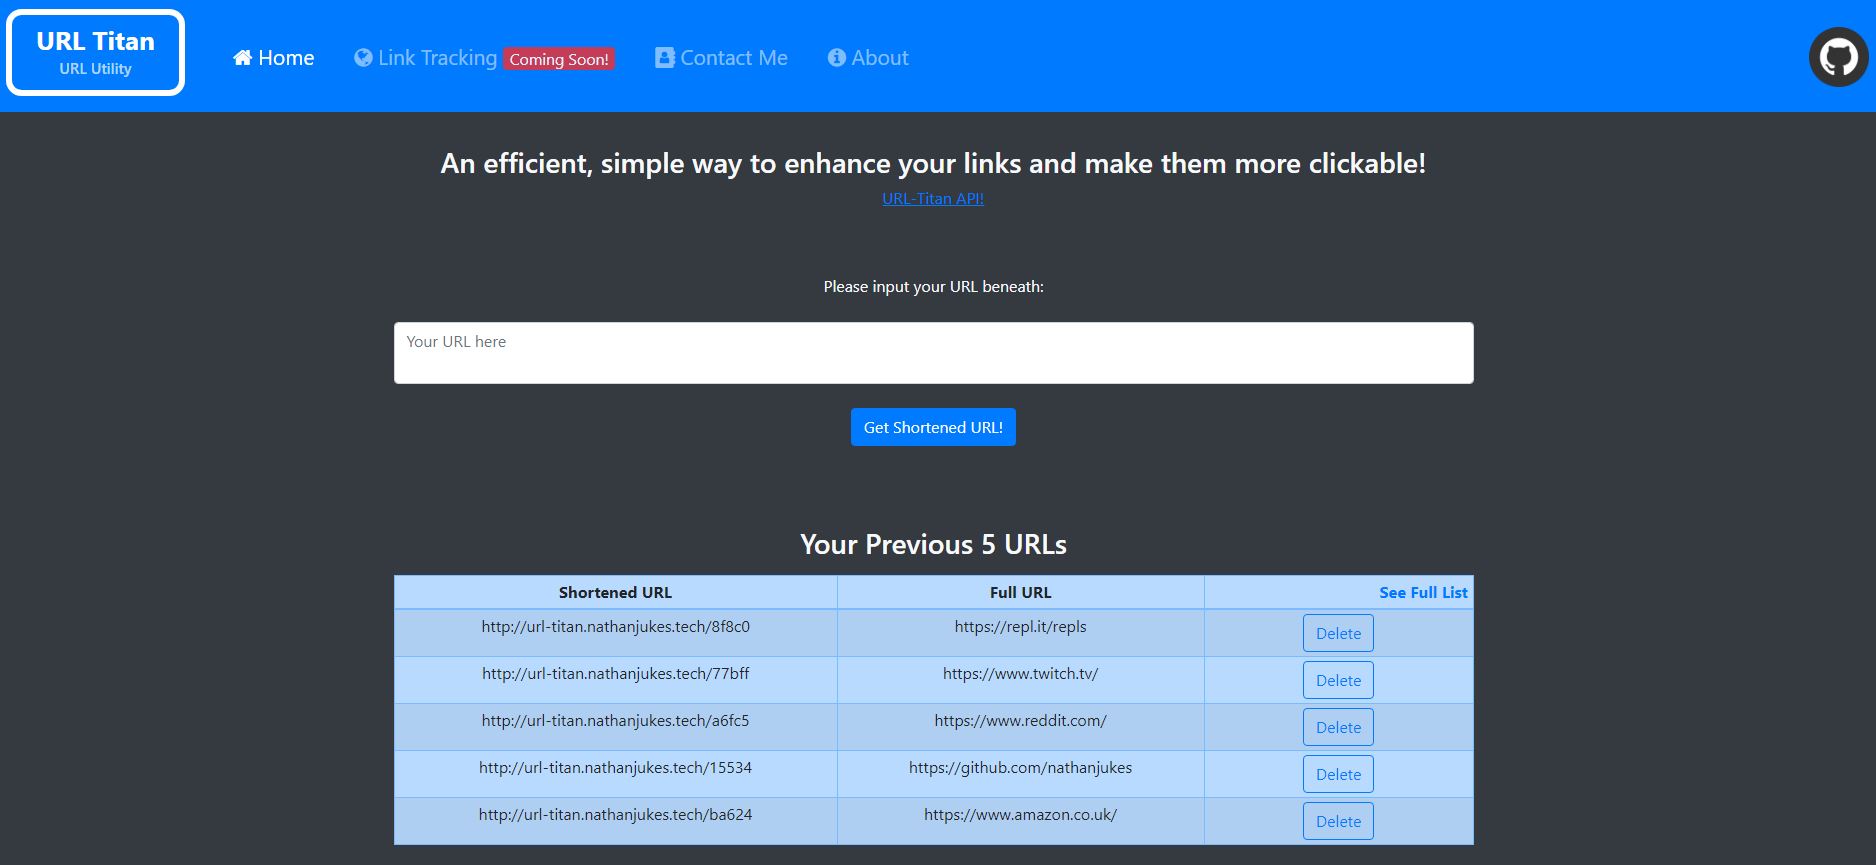 URL Titan
URL Utility
Home
Link Tracking Coming Soon!
Contact Me
About
An efficient, simple way to enhance your links and make them more clickable!
URL-Titan API!
Please input your URL beneath:
Your URL here
Get Shortened URL!
Your Previous 5 URLs
Shortened URL Full URL See Full List
http://url-titan.nathanjukes.tech/8f8c0 https://repl.it/repls Delete
http://url-titan.nathanjukes.tech/77bff https://www.twitch.tv/ Delete
http://url-titan.nathanjukes.tech/a6fc5 https://www.reddit.com/ Delete
http://url-titan.nathanjukes.tech/15534 https://github.com/nathanjukes Delete
http://url-titan.nathanjukes.tech/ba624 https://www.amazon.co.uk/ Delete